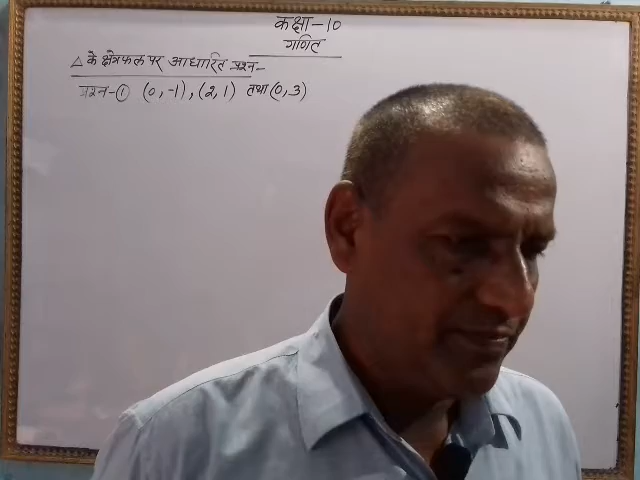 कक्षा-10
गणित
△ के क्षेत्रफल पर आधारित प्रश्न-
प्रश्न-① (0,-1), (2,1) तथा (0,3)